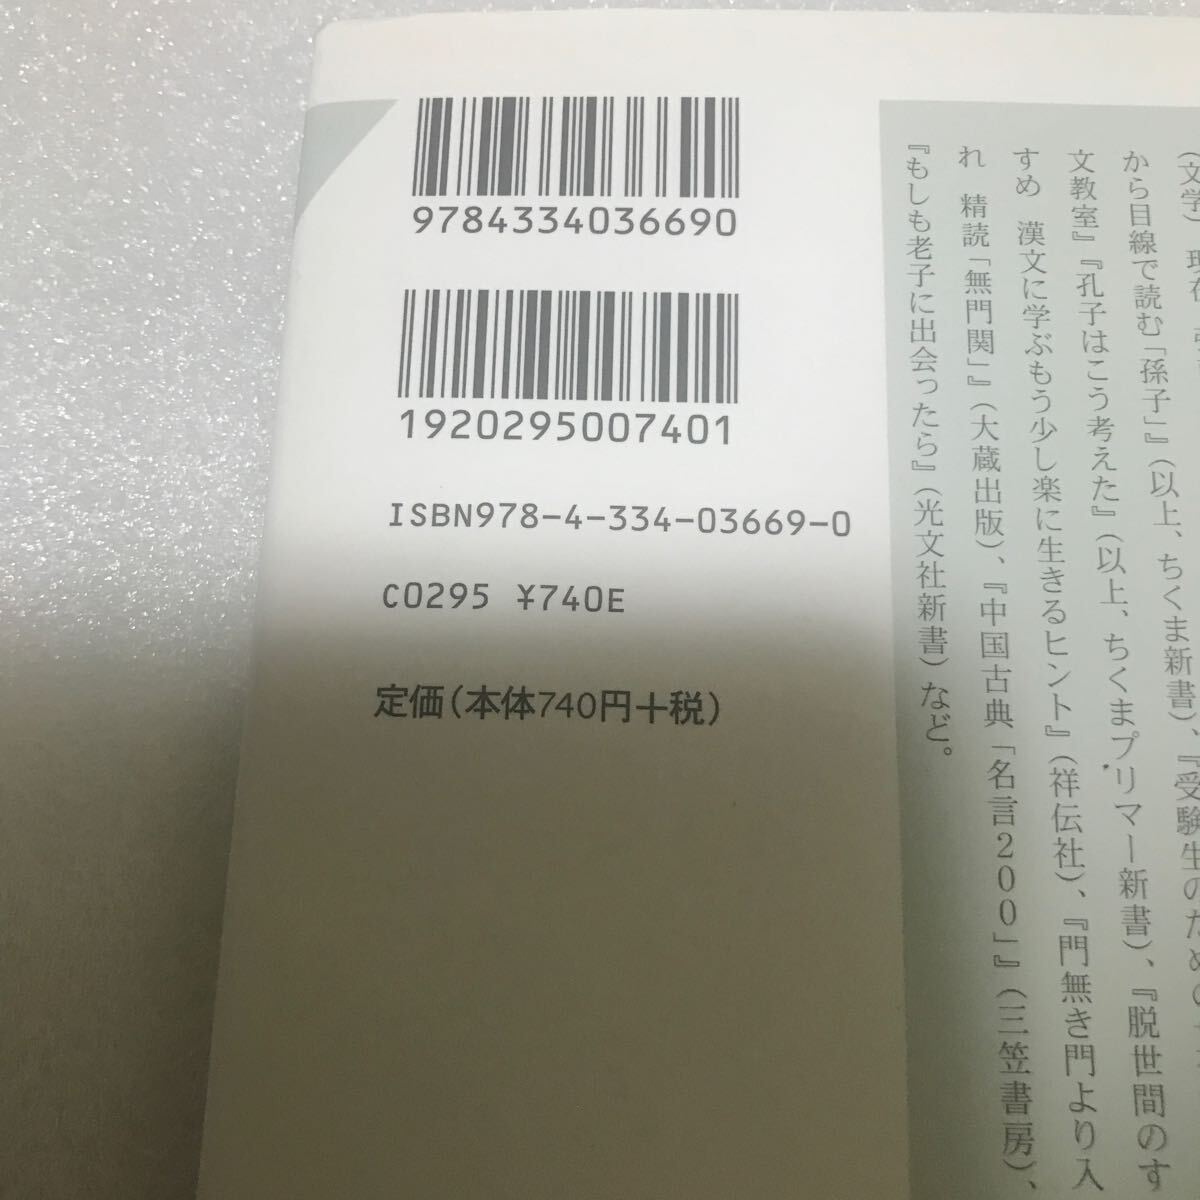 9784334036690
1920295007401
ISBN978-4-334-03669-0
C0295 ¥740E
定価(本体740円+税)
(文学)現在、
から目線で読む「孫子」』(以上、ちくま新書)、『受験生のための
文教室』『孔子はこう考えた』(以上、ちくまプリマー新書)、『脱世間のす
すめ 漢文に学ぶもう少し楽に生きるヒント』(祥伝社)、『門無き門より入
れ 精読「無門関」』(大蔵出版)、『中国古典「名言200」』(三笠書房)、
『もしも老子に出会ったら』(光文社新書)など。